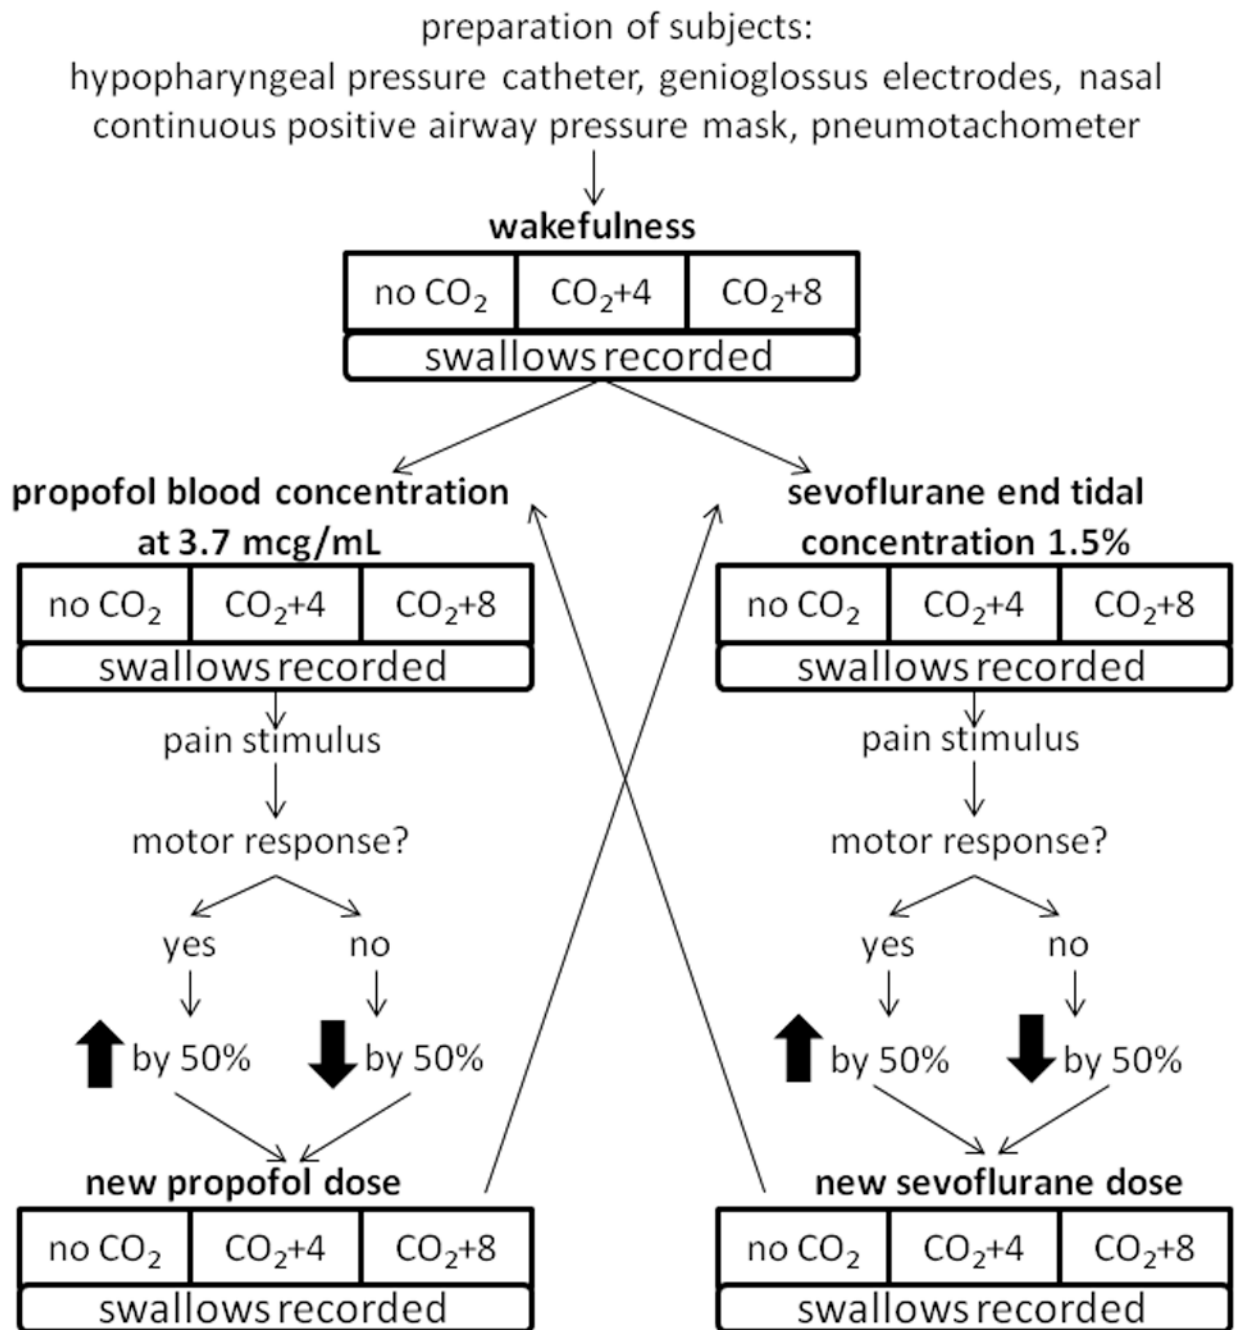 preparation of subjects:
hypopharyngeal pressure catheter, genioglossus electrodes, nasal
continuous positive airway pressure mask, pneumotachometer
wakefulness
no CO₂ CO₂+4 CO₂+8
swallows recorded
propofol blood concentration
at 3.7 mcg/mL
no CO₂ CO₂+4 CO₂+8
swallows recorded
pain stimulus
motor response?
yes no
by 50% by 50%
new propofol dose
no CO₂ CO₂+4 CO₂+8
swallows recorded
sevoflurane end tidal
concentration 1.5%
no CO₂ CO₂+4 CO₂+8
swallows recorded
pain stimulus
motor response?
yes no
by 50% by 50%
new sevoflurane dose
no CO₂ CO₂+4 CO₂+8
swallows recorded